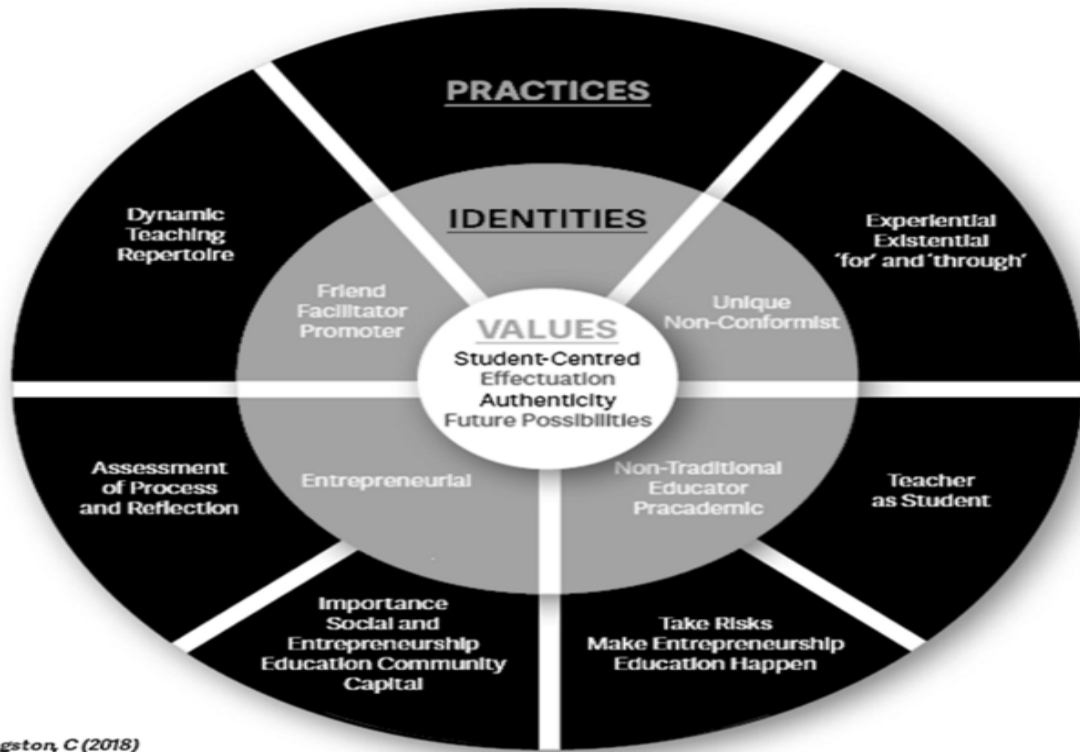 PRACTICES
IDENTITIES
Dynamic
Teaching
Repertoire
Experiential
Existential
‘for’ and ‘through’
Friend
Facilitator
Promoter
Unique
Non-Conformist
VALUES
Student-Centred
Effectuation
Authenticity
Future Possibilities
Assessment
of Process
and Reflection
Entrepreneurial
Non-Traditional
Educator
Pracademic
Teacher
as Student
Importance
Social and
Entrepreneurship
Education Community
Capital
Take Risks
Make Entrepreneurship
Education Happen
gston, C (2018)